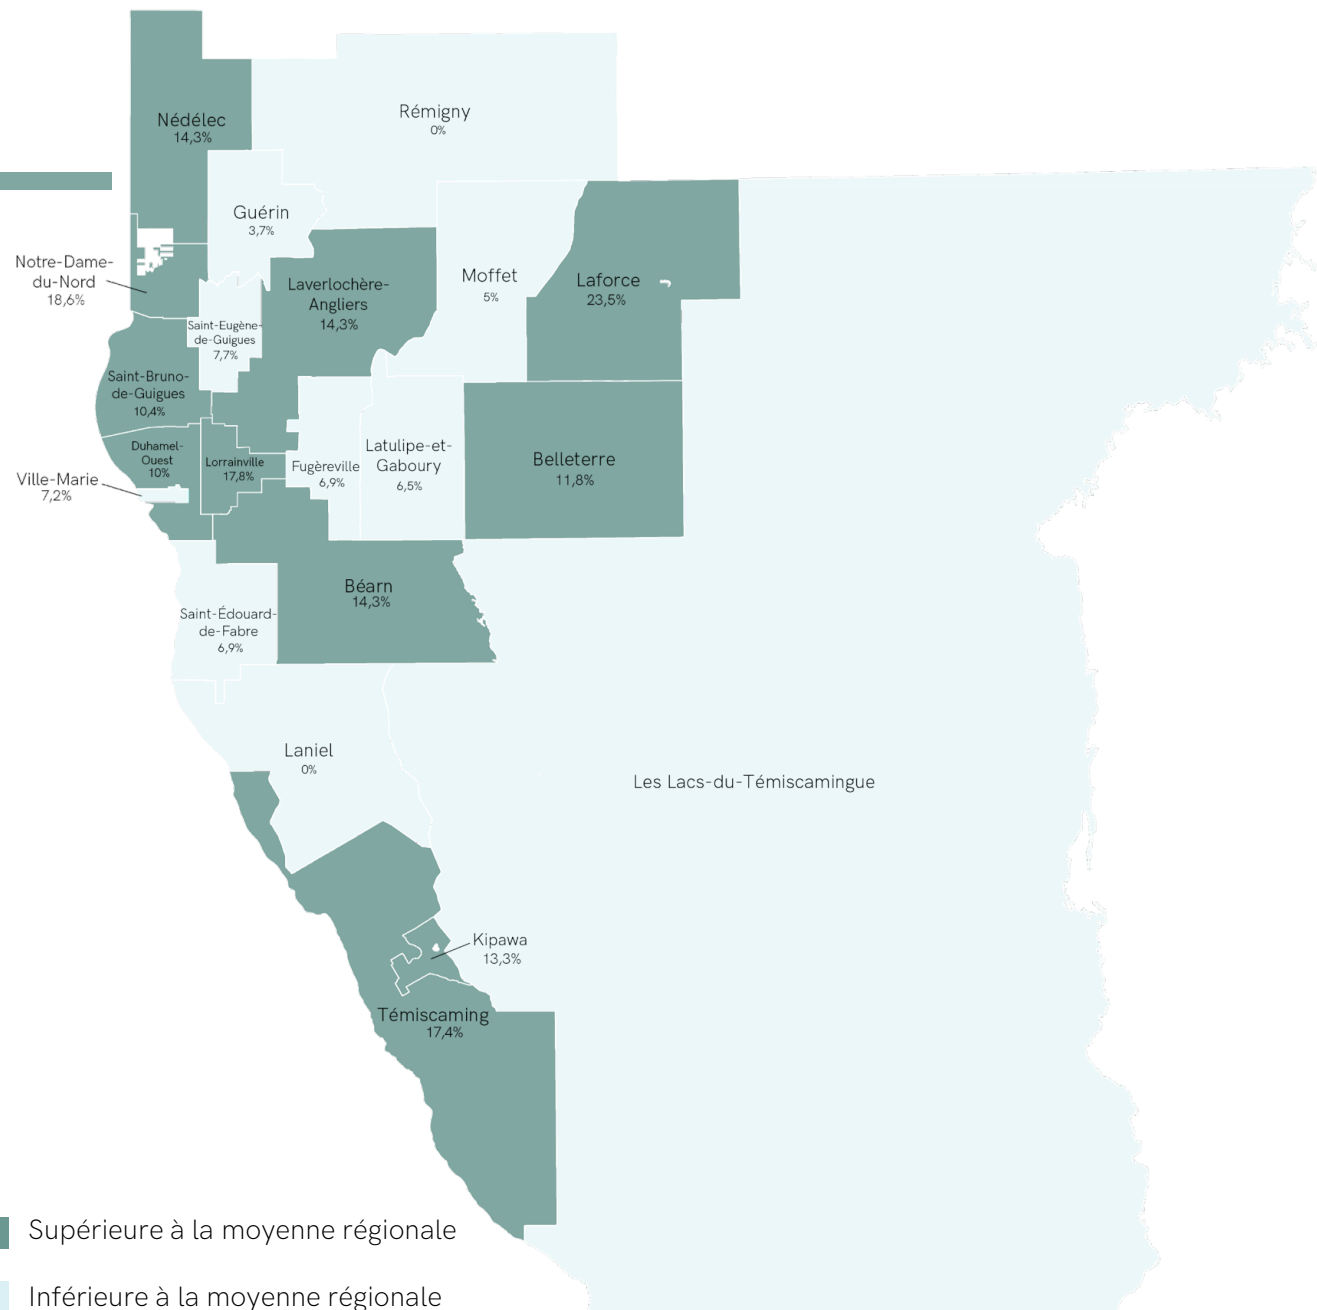 Nédélec
14,3%
Rémigny
0%
Guérin
3,7%
Notre-Dame-
du-Nord
18,6%
Laverlochère-
Angliers
14,3%
Moffet
5%
Laforce
23,5%
Saint-Eugène-
de-Guigues
7,7%
Saint-Bruno-
de-Guigues
10,4%
Duhamel-
Ouest
10%
Lorrainville
17,8%
Fugèreville
6,9%
Latulipe-et-
Gaboury
6,5%
Belleterre
11,8%
Ville-Marie
7,2%
Béarn
14,3%
Saint-Édouard-
de-Fabre
6,9%
Laniel
0%
Les Lacs-du-Témiscamingue
Kipawa
13,3%
Témiscaming
17,4%
Supérieure à la moyenne régionale
Inférieure à la moyenne régionale